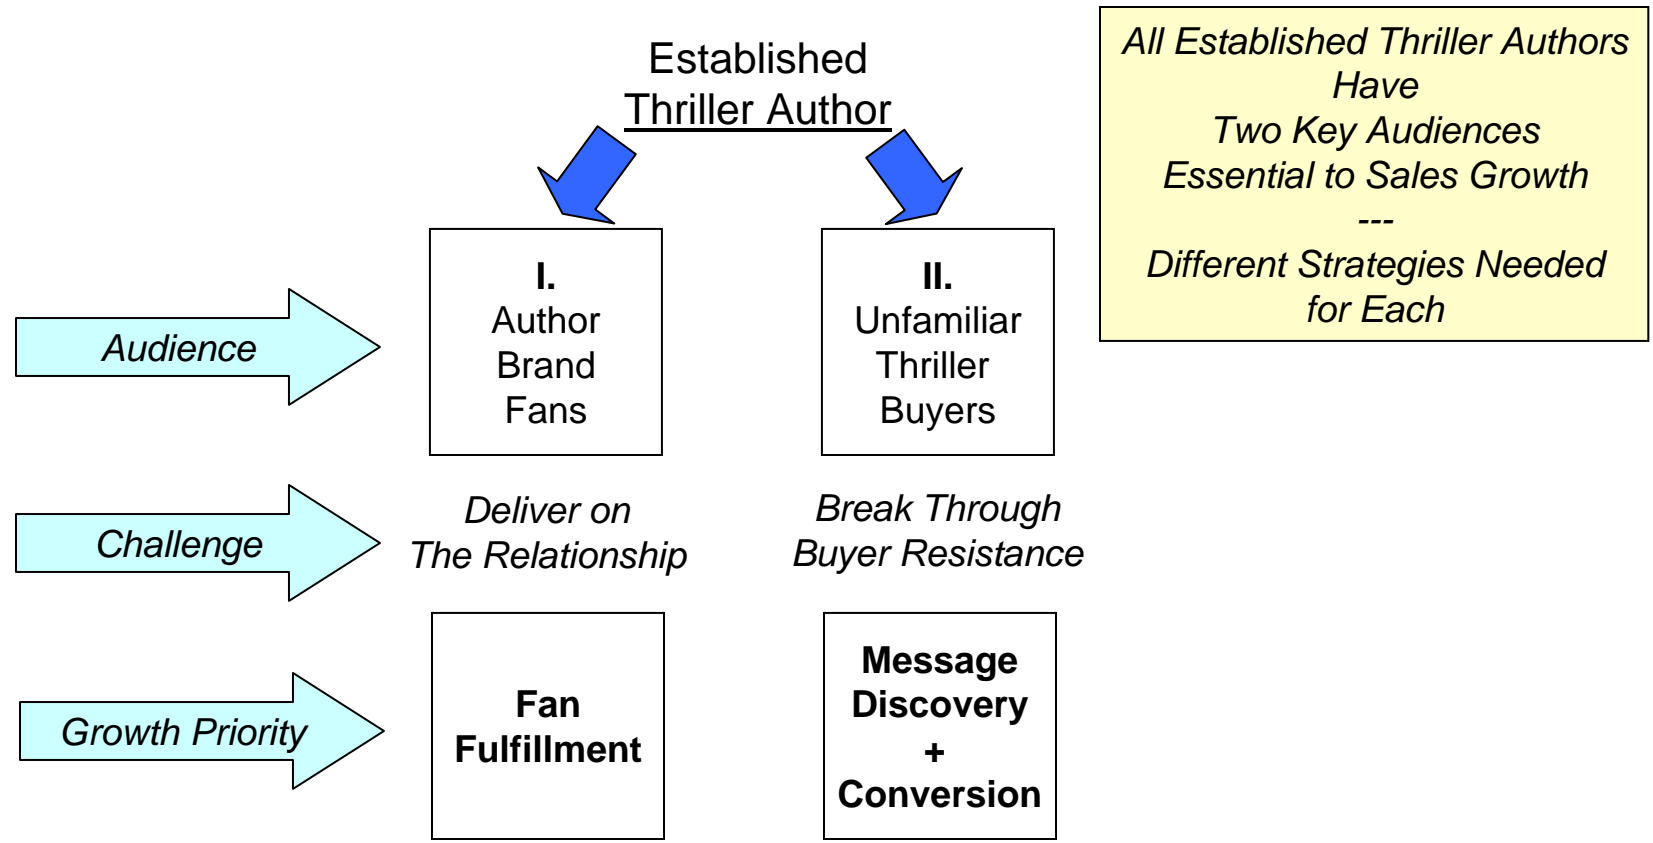 Established
Thriller Author
All Established Thriller Authors
Have
Two Key Audiences
Essential to Sales Growth
---
Different Strategies Needed
for Each
Audience
I.
Author
Brand
Fans
II.
Unfamiliar
Thriller
Buyers
Challenge
Deliver on
The Relationship
Break Through
Buyer Resistance
Growth Priority
Fan
Fulfillment
Message
Discovery
+
Conversion